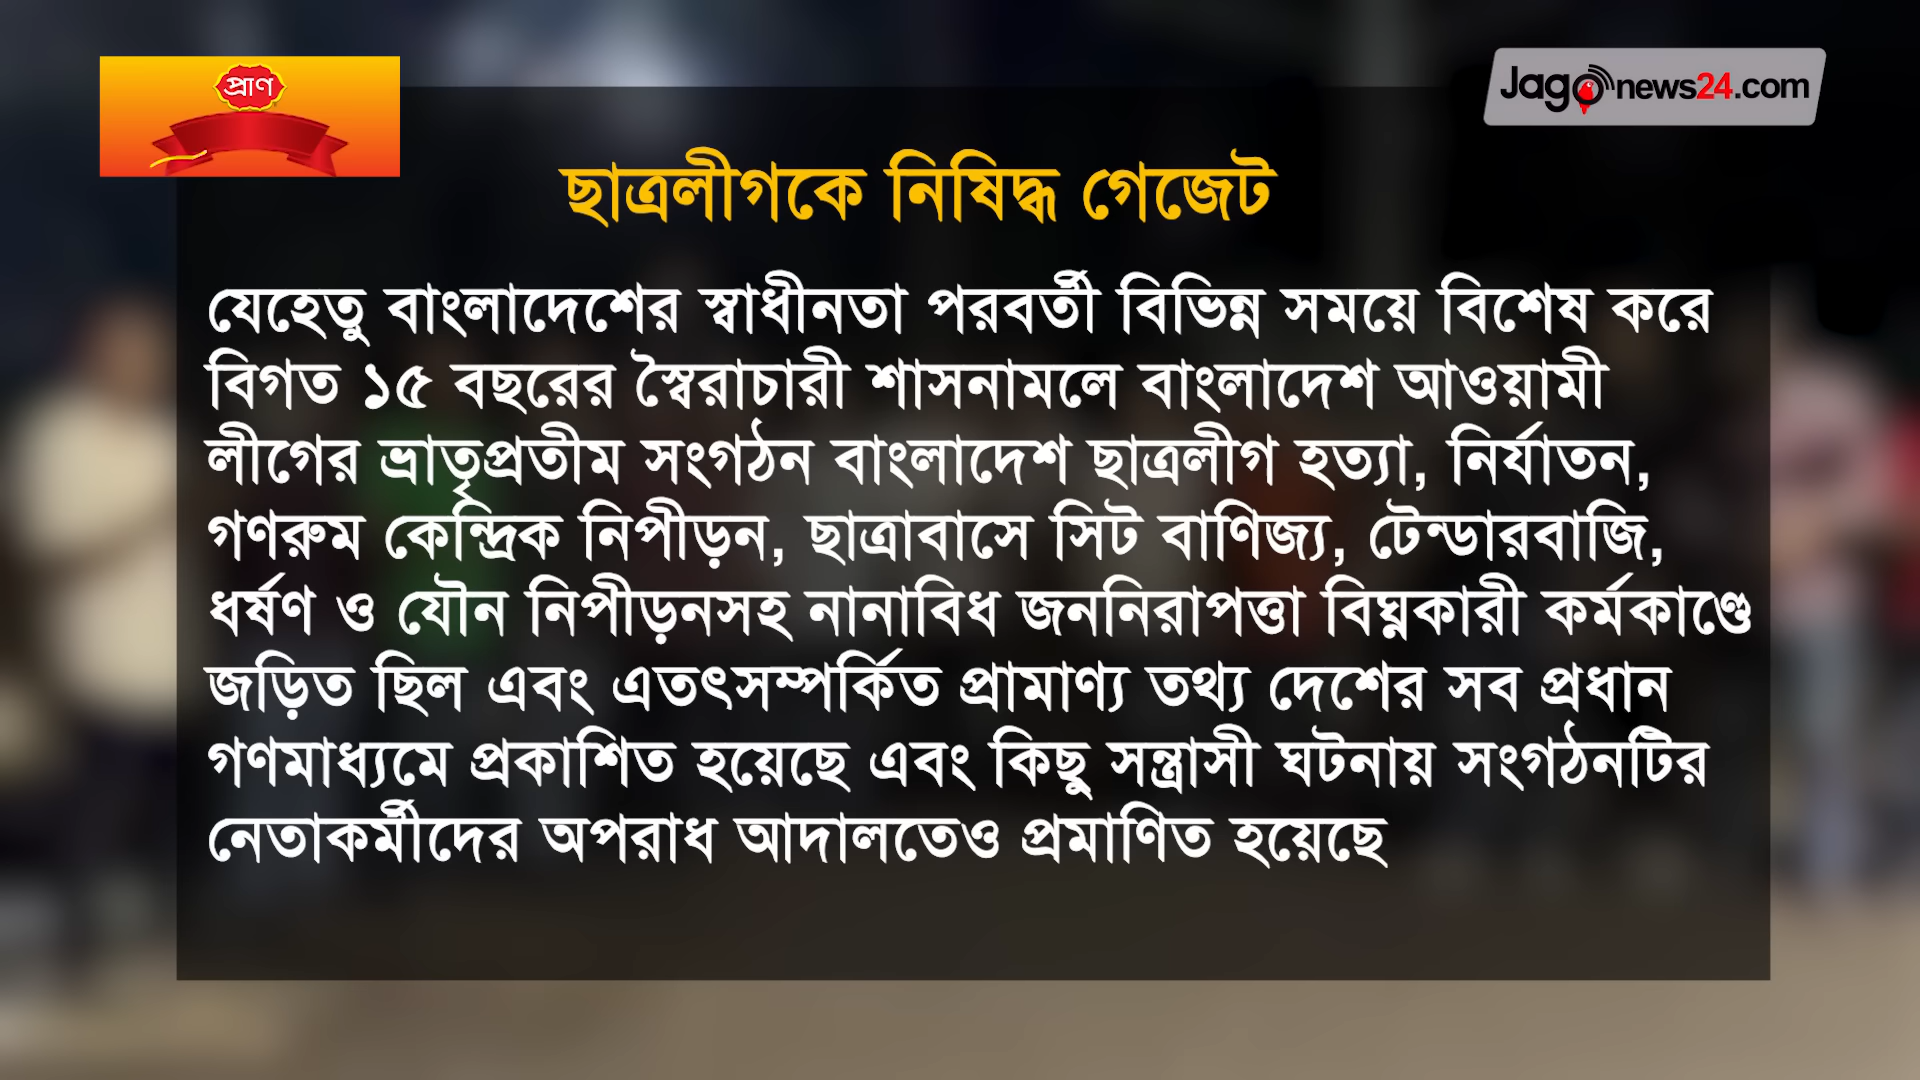 প্রাণ
Jagonews24.com
ছাত্রলীগকে নিষিদ্ধ গেজেট
যেহেতু বাংলাদেশের স্বাধীনতা পরবর্তী বিভিন্ন সময়ে বিশেষ করে
বিগত ১৫ বছরের স্বৈরাচারী শাসনামলে বাংলাদেশ আওয়ামী
লীগের ভ্রাতৃপ্রতীম সংগঠন বাংলাদেশ ছাত্রলীগ হত্যা, নির্যাতন,
গণরুম কেন্দ্রিক নিপীড়ন, ছাত্রাবাসে সিট বাণিজ্য, টেন্ডারবাজি,
ধর্ষণ ও যৌন নিপীড়নসহ নানাবিধ জননিরাপত্তা বিঘ্নকারী কর্মকাণ্ডে
জড়িত ছিল এবং এতৎসম্পর্কিত প্রামাণ্য তথ্য দেশের সব প্রধান
গণমাধ্যমে প্রকাশিত হয়েছে এবং কিছু সন্ত্রাসী ঘটনায় সংগঠনটির
নেতাকর্মীদের অপরাধ আদালতেও প্রমাণিত হয়েছে